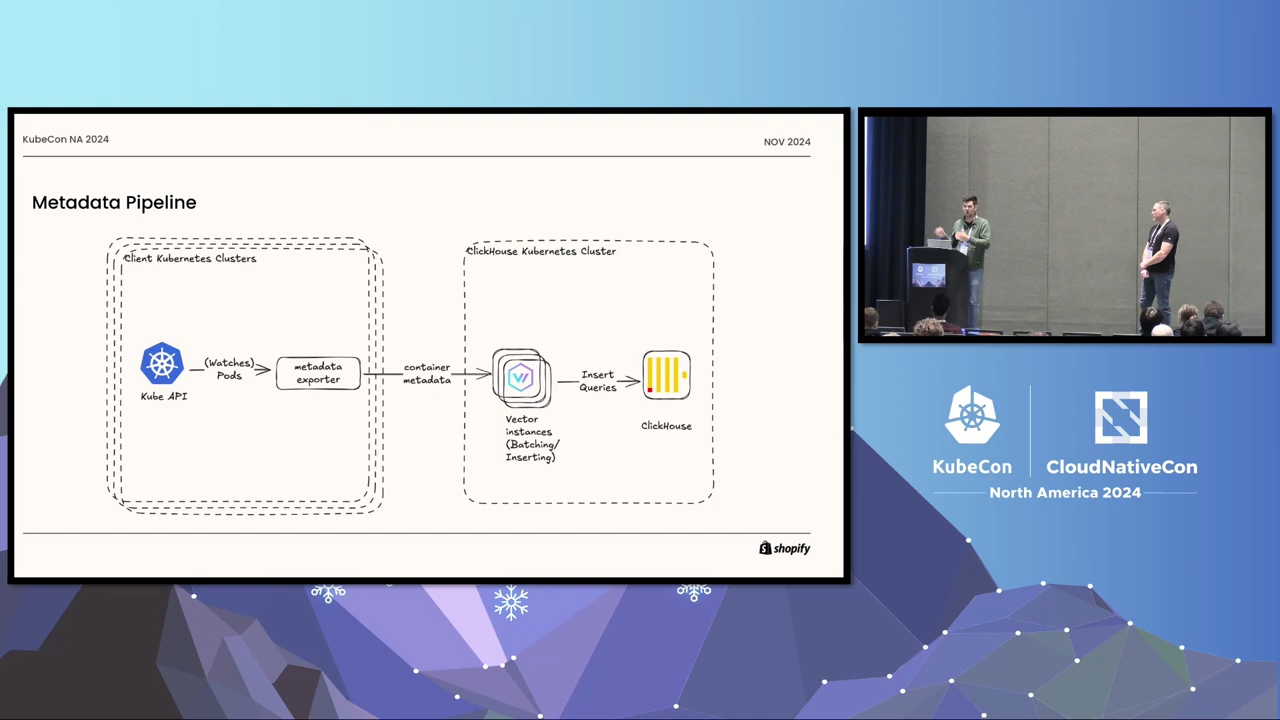 KubeCon NA 2024
NOV 2024
Metadata Pipeline
Client Kubernetes Clusters
ClickHouse Kubernetes Cluster
Kube API
(Watches)
Pods
metadata
exporter
container
metadata
Vector
instances
(Batching/
Inserting)
Insert
Queries
ClickHouse
shopify
KubeCon
CloudNativeCon
North America 2024